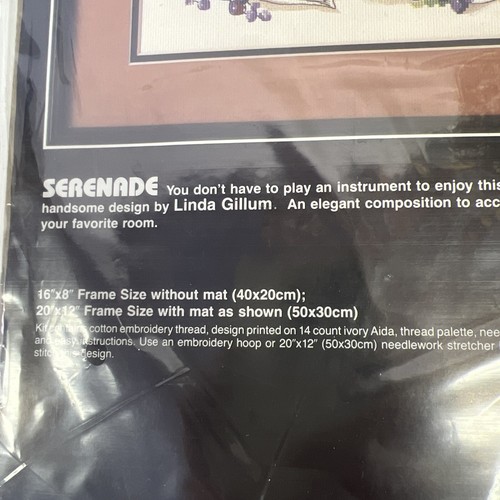 SERENADE You don't have to play an instrument to enjoy this
handsome design by Linda Gillum. An elegant composition to acc
your favorite room.
16"x8" Frame Size without mat (40x20cm);
20"x12" Frame Size with mat as shown (50x30cm)
cotton embroidery thread, design printed on 14 count ivory Aida, thread palette, nee
and easy instructions. Use an embroidery hoop or 20"x12" (50x30cm) needlework stretcher
design.